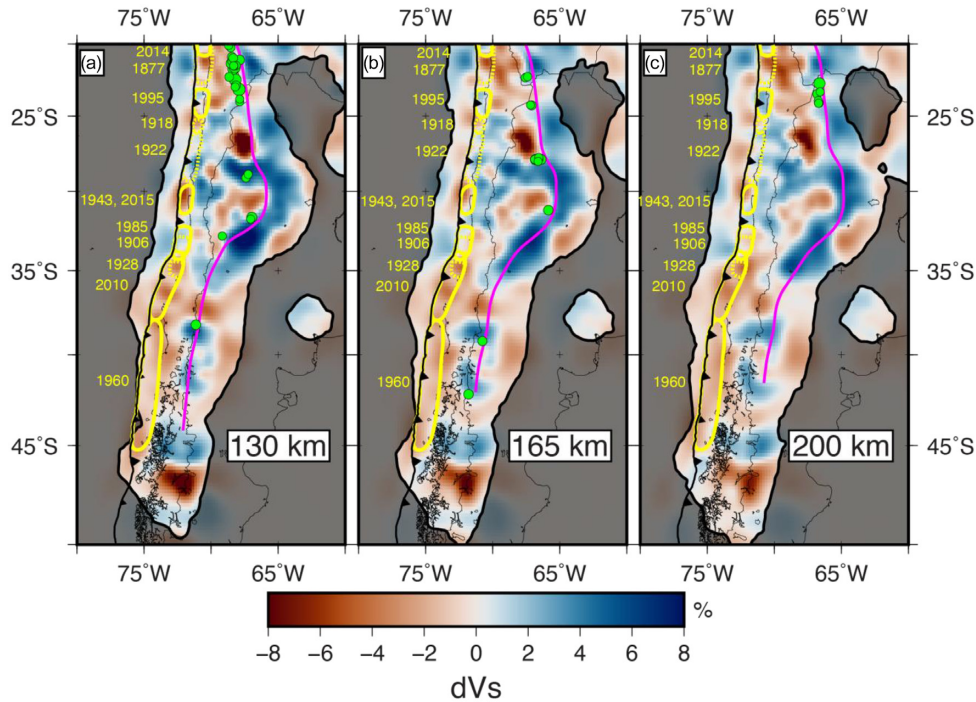 75°W 65°W 75°W 65°W 75°W 65°W
(a) (b) (c)
2014 2014 2014
1877 1877 1877
25°S 1995 1995 1995 25°S
1918 1918 1918
1922 1922 1922
1943, 2015 1943, 2015 1943, 2015
1985 1985 1985
1906 1906 1906
35°S 1928 1928 1928 35°S
2010 2010 2010
1960 1960 1960
45°S 130 km 165 km 200 km 45°S
75°W 65°W 75°W 65°W 75°W 65°W
%
−8 −6 −4 −2 0 2 4 6 8
dVs